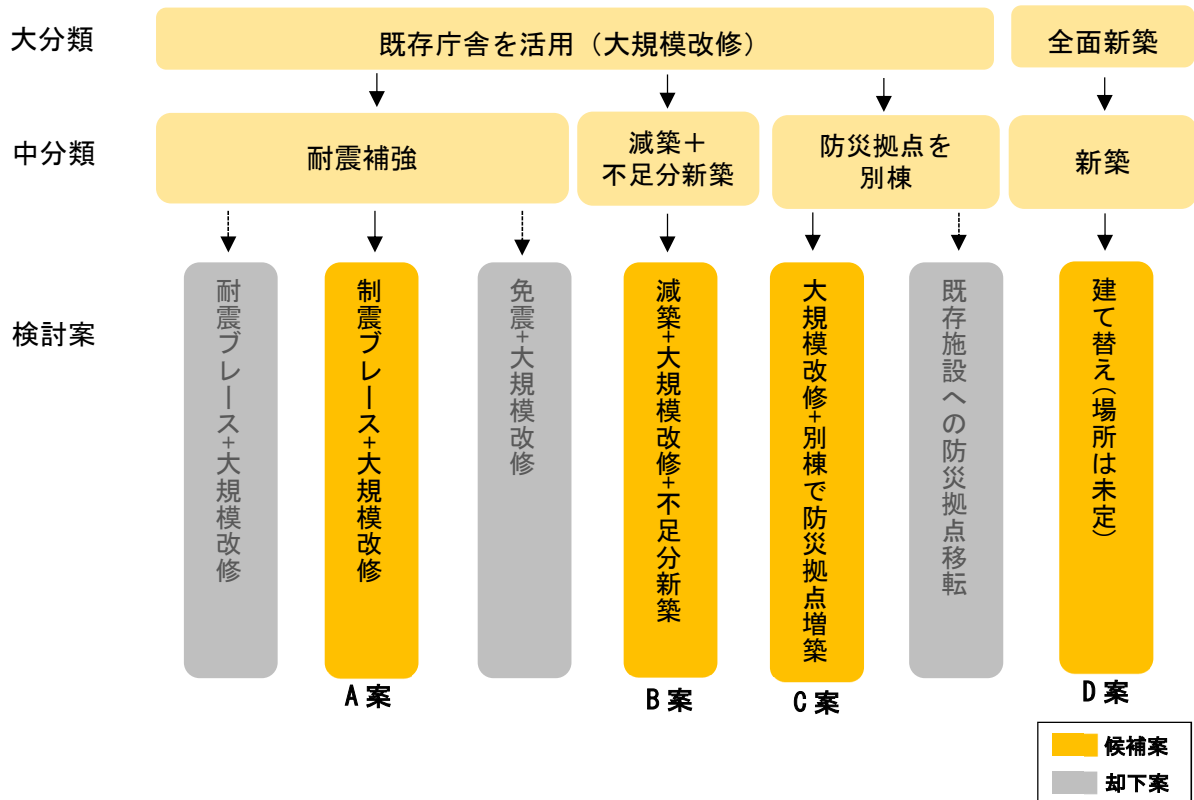 大分類
既存庁舎を活用（大規模改修）
全面新築
中分類
耐震補強
減築＋
不足分新築
防災拠点を
別棟
新築
検討案
耐震ブレース+大規模改修
制震ブレース+大規模改修
免震+大規模改修
減築+大規模改修+不足分新築
大規模改修+別棟で防災拠点増築
既存施設への防災拠点移転
建て替え（場所は未定）
A案
B案
C案
D案
候補案
却下案